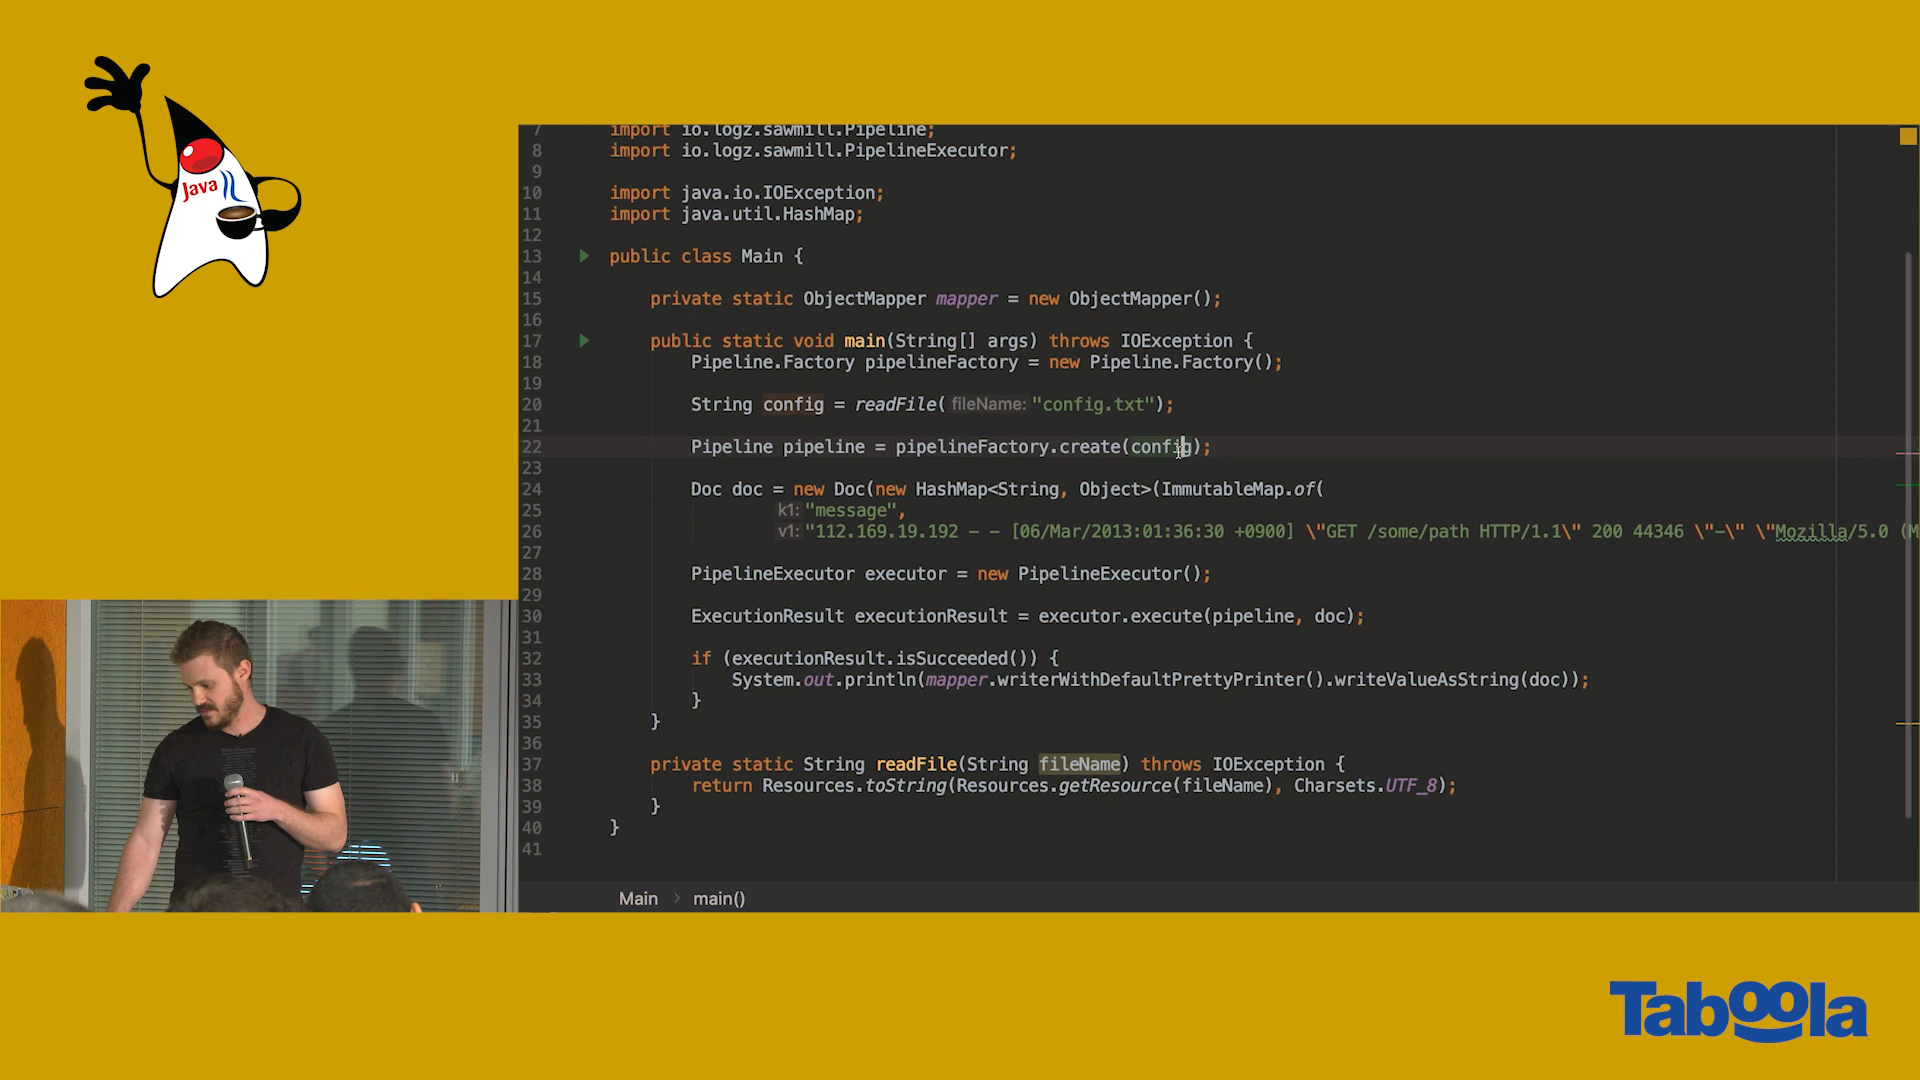 Java
7 import io.logz.sawmill.Pipeline;
8 import io.logz.sawmill.PipelineExecutor;
9
10 import java.io.IOException;
11 import java.util.HashMap;
12
13 public class Main {
14
15 private static ObjectMapper mapper = new ObjectMapper();
16
17 public static void main(String[] args) throws IOException {
18 Pipeline.Factory pipelineFactory = new Pipeline.Factory();
19
20 String config = readFile( fileName: "config.txt");
21
22 Pipeline pipeline = pipelineFactory.create(config);
23
24 Doc doc = new Doc(new HashMap<String, Object>(ImmutableMap.of(
25 k1: "message",
26 v1: "112.169.19.192 - - [06/Mar/2013:01:36:30 +0900] \"GET /some/path HTTP/1.1\" 200 44346 \"-\" \"Mozilla/5.0 (M
27
28 PipelineExecutor executor = new PipelineExecutor();
29
30 ExecutionResult executionResult = executor.execute(pipeline, doc);
31
32 if (executionResult.isSucceeded()) {
33 System.out.println(mapper.writerWithDefaultPrettyPrinter().writeValueAsString(doc));
34 }
35 }
36
37 private static String readFile(String fileName) throws IOException {
38 return Resources.toString(Resources.getResource(fileName), Charsets.UTF_8);
39 }
40 }
41
Main > main()
Taboola